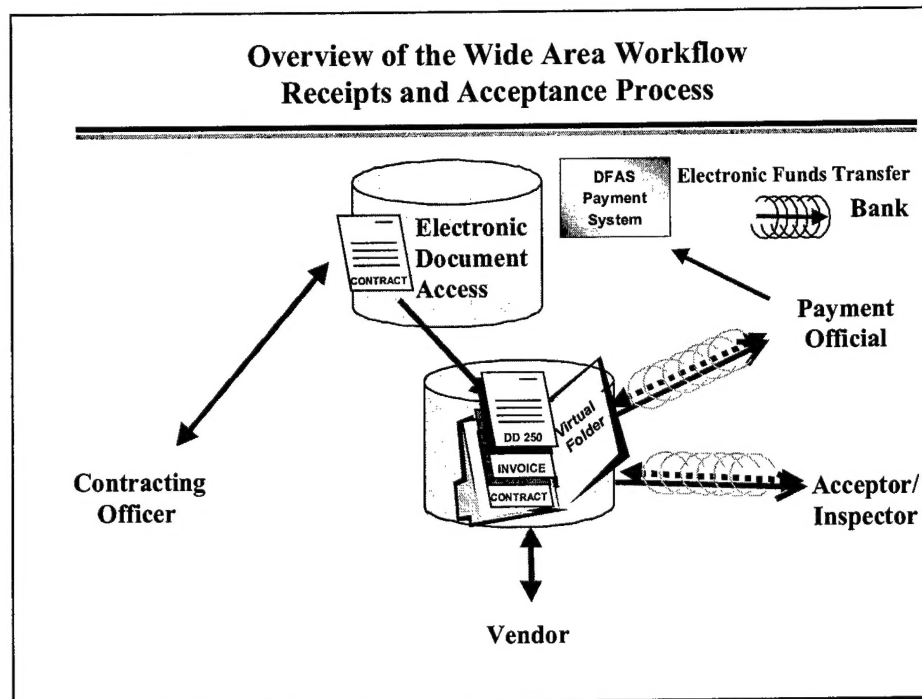 Overview of the Wide Area Workflow
Receipts and Acceptance Process
DFAS
Payment
System
Electronic Funds Transfer
Bank
Electronic
Document
Access
CONTRACT
Payment
Official
DD 250
INVOICE
CONTRACT
Virtual
Folder
Contracting
Officer
Acceptor/
Inspector
Vendor